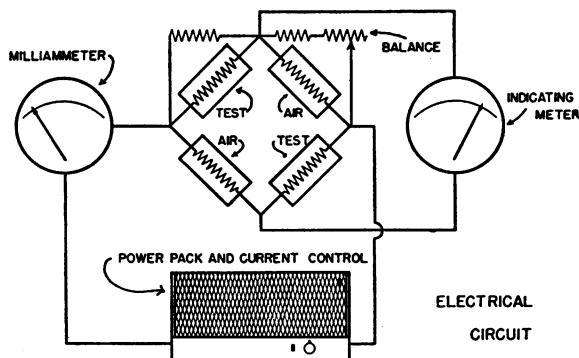 MILLIAMMETER
BALANCE
INDICATING
METER
TEST
AIR
AIR
TEST
POWER PACK AND CURRENT CONTROL
ELECTRICAL
CIRCUIT